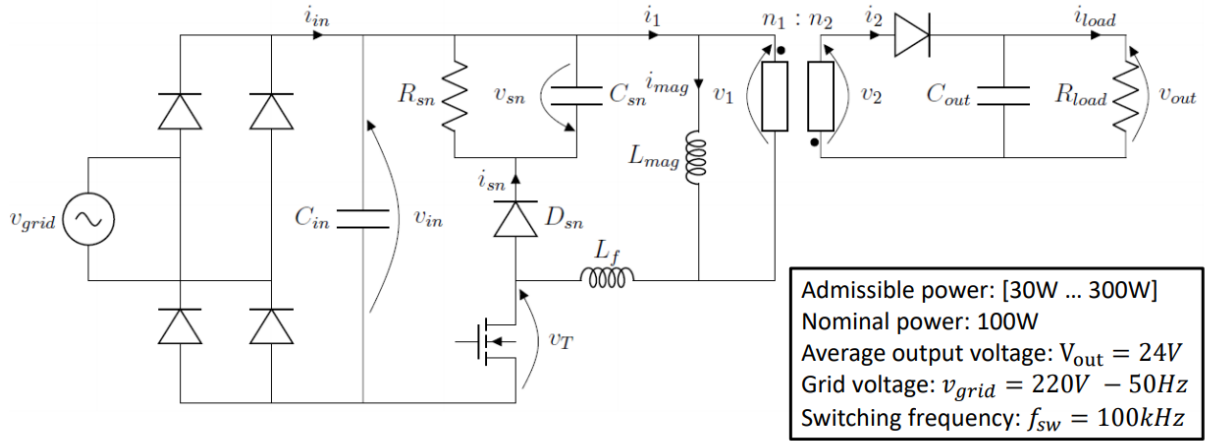 i_in
i_1
n_1 : n_2
i_2
i_load
R_sn
v_sn
C_sn
i_mag
v_1
v_2
C_out
R_load
v_out
L_mag
i_sn
v_grid
C_in
v_in
D_sn
L_f
v_T
Admissible power: [30W ... 300W]
Nominal power: 100W
Average output voltage: V_out = 24V
Grid voltage: v_grid = 220V − 50Hz
Switching frequency: f_sw = 100kHz